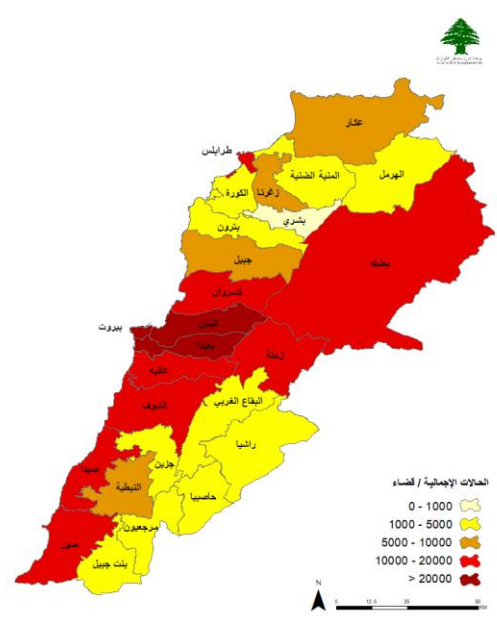 عكار
طرابلس
المنية الضنية
الهرمل
زغرتا
الكورة
بشري
بترون
جبيل
بعلبك
كسروان
المتن
بيروت
بعبدا
زحلة
عاليه
الشوف
البقاع الغربي
راشيا
صيدا
جزين
النبطية
حاصبيا
مرجعيون
صور
بنت جبيل
الحالات الإجمالية / قضاء
0 - 1000
1000 - 5000
5000 - 10000
10000 - 20000
> 20000
N
0 12.5 25 50
KM